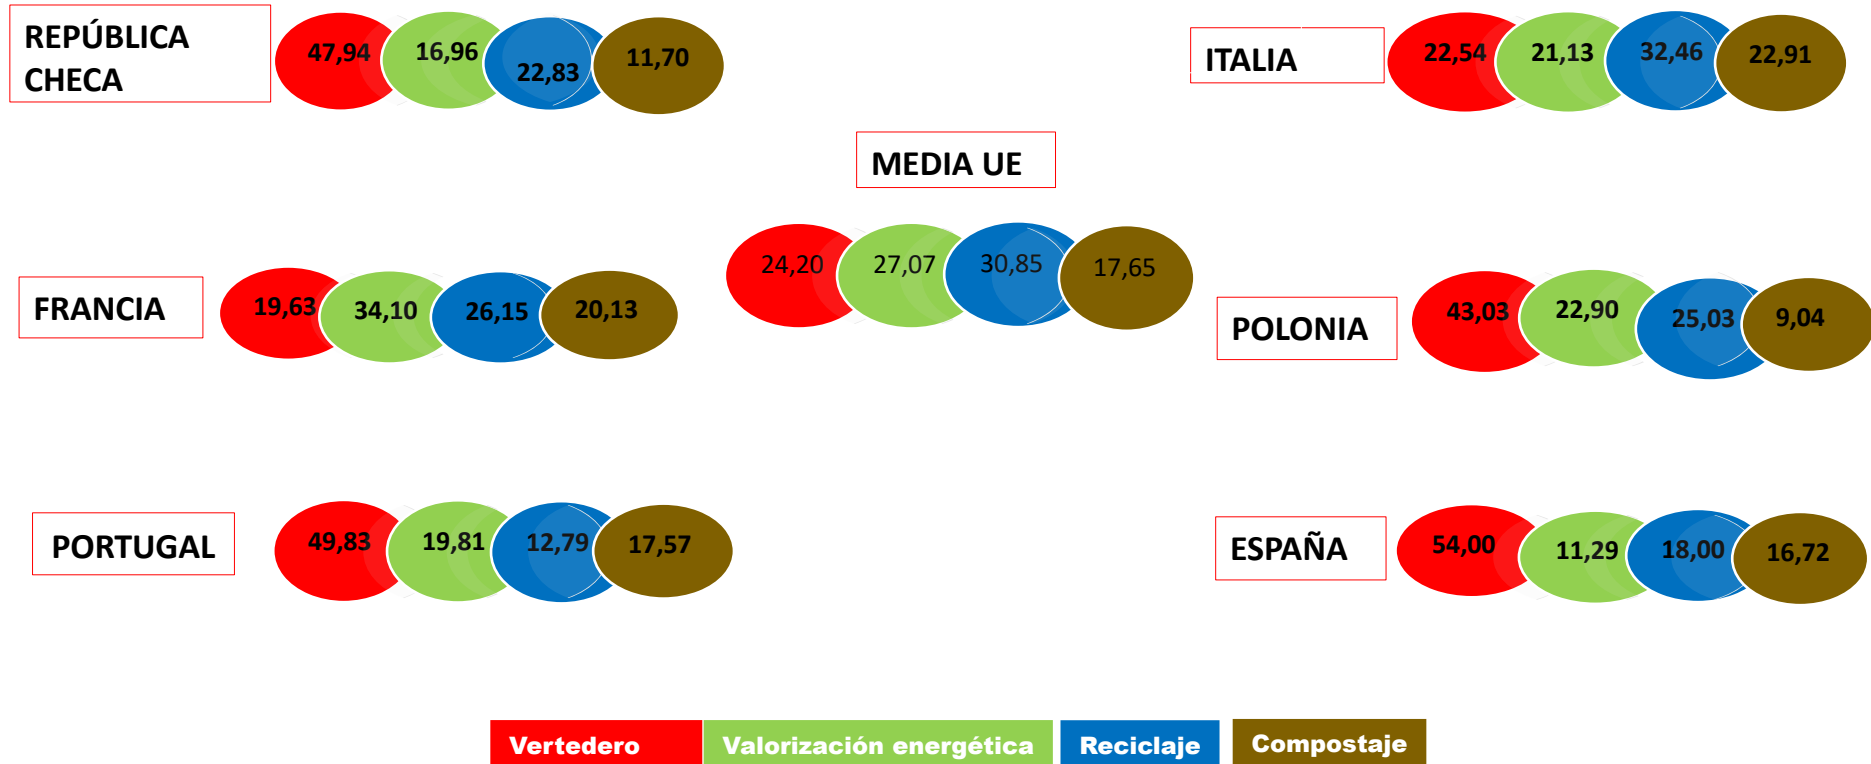 REPÚBLICA
CHECA
47,94 16,96 22,83 11,70
ITALIA
22,54 21,13 32,46 22,91
MEDIA UE
24,20 27,07 30,85 17,65
FRANCIA
19,63 34,10 26,15 20,13
POLONIA
43,03 22,90 25,03 9,04
PORTUGAL
49,83 19,81 12,79 17,57
ESPAÑA
54,00 11,29 18,00 16,72
Vertedero Valorización energética Reciclaje Compostaje